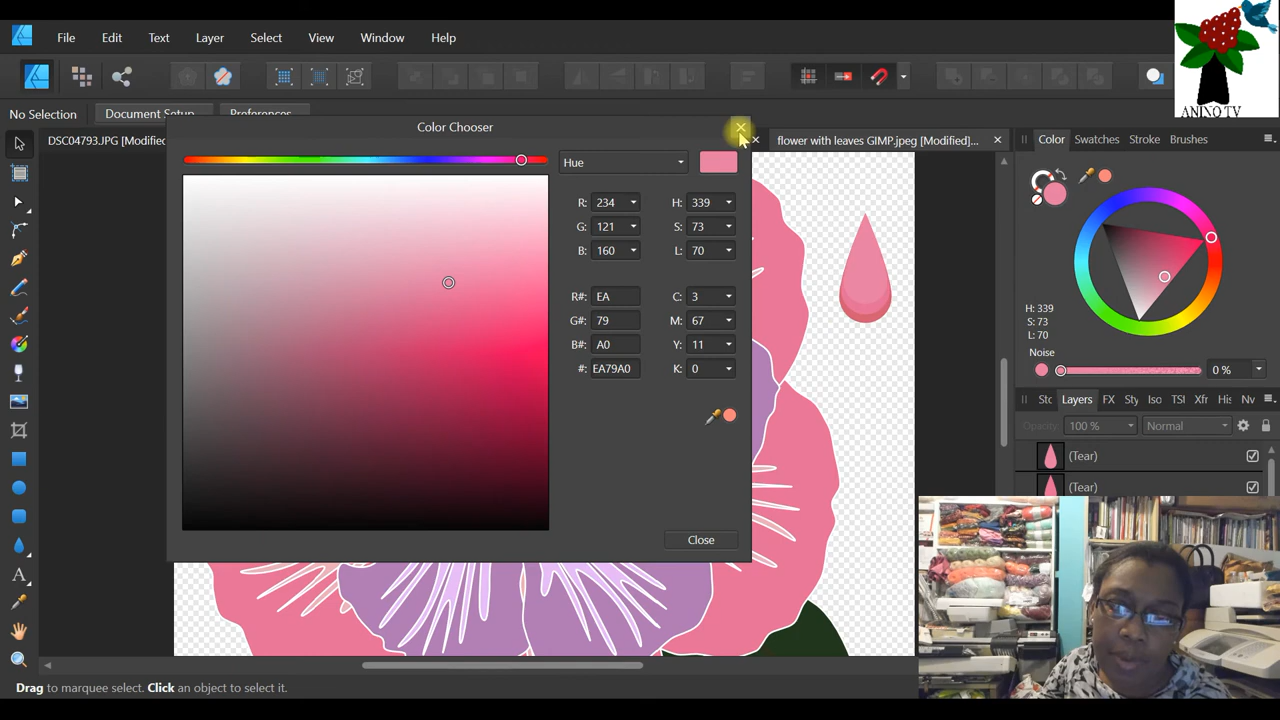 File Edit Text Layer Select View Window Help
ANINO TV
No Selection Document Setup... Preferences...
DSC04793.JPG [Modified
flower with leaves GIMP.jpeg [Modified]...
Color Chooser
Hue
R: 234 H: 339
G: 121 S: 73
B: 160 L: 70
R#: EA C: 3
G#: 79 M: 67
B#: A0 Y: 11
#: EA79A0 K: 0
Close
Color Swatches Stroke Brushes
H: 339
S: 73
L: 70
Noise
0 %
Stc Layers FX Sty Iso TSI Xfr His Nv
Opacity: 100 % Normal
(Tear)
(Tear)
A
Drag to marquee select. Click an object to select it.